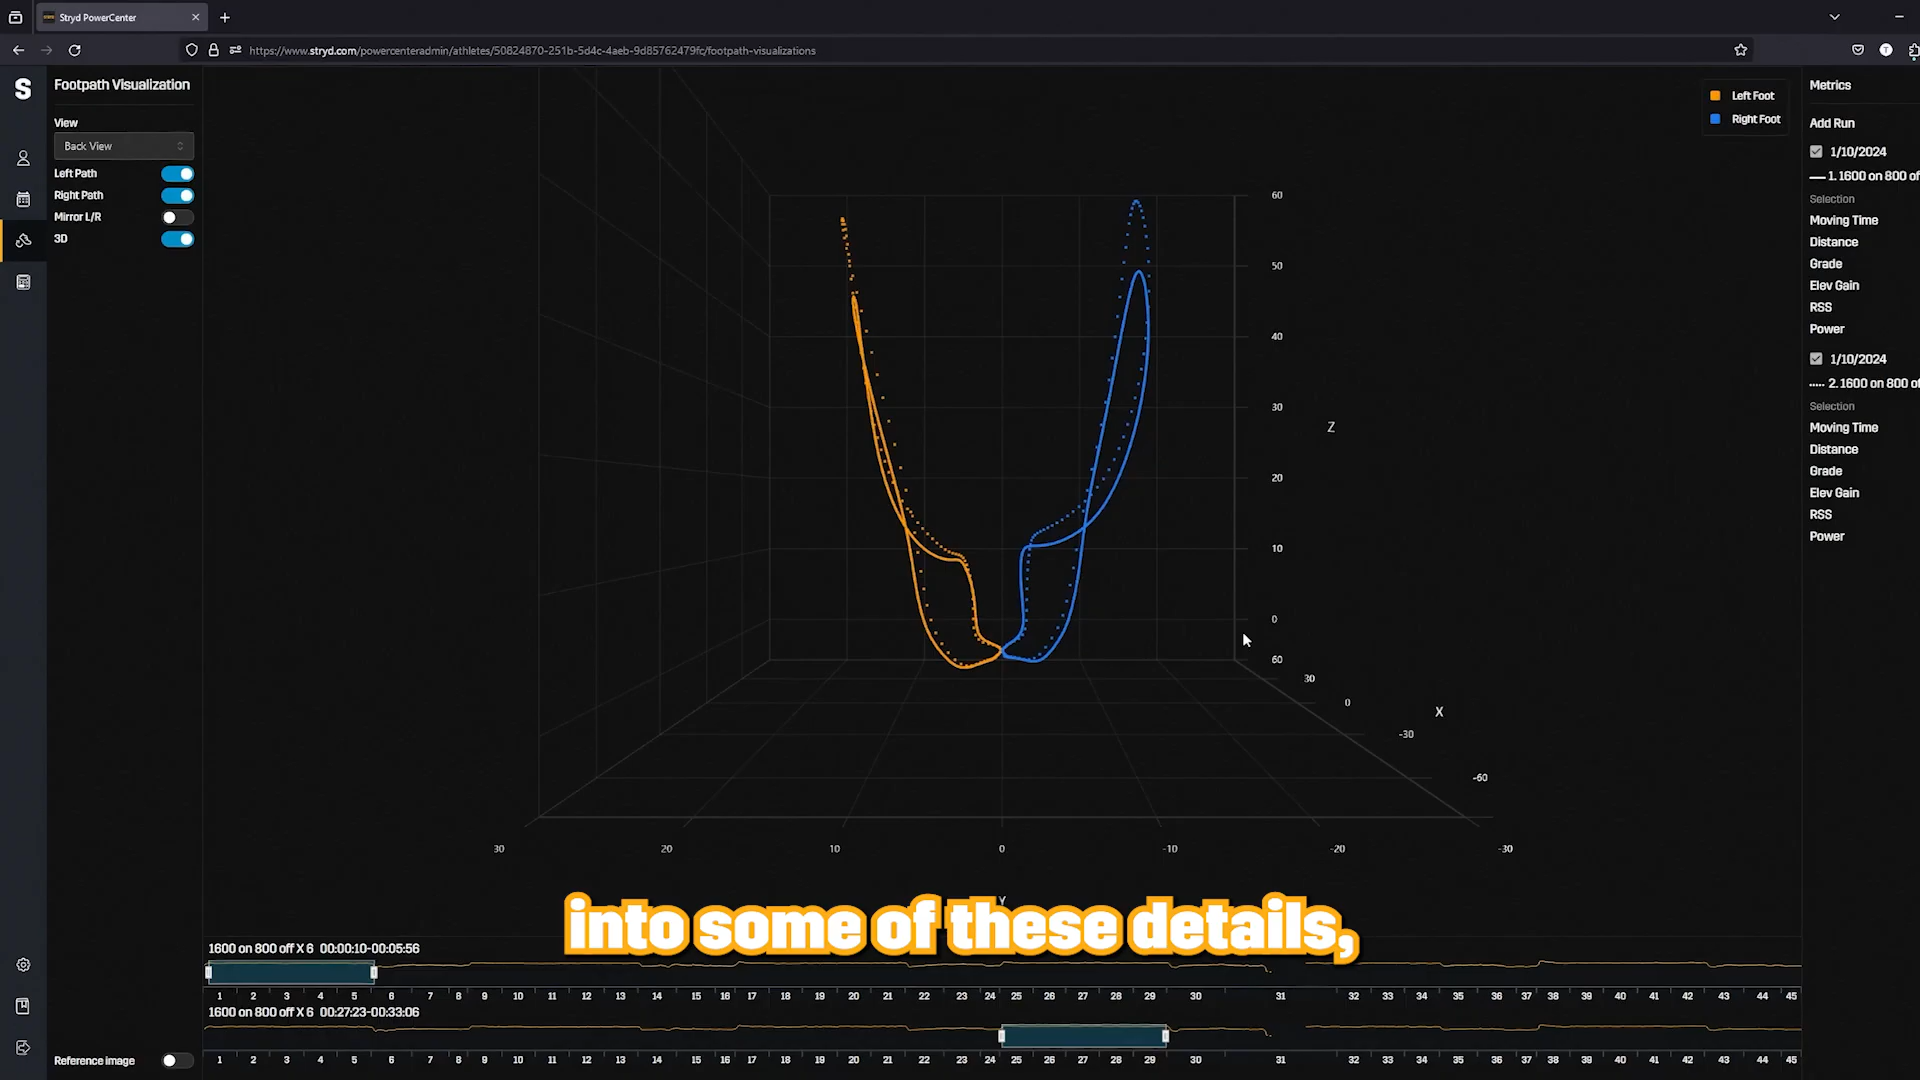 Stryd PowerCenter
https://www.stryd.com/powercenteradmin/athletes/50824870-251b-5d4c-4aeb-9d85762479fc/footpath-visualizations
T
S
Footpath Visualization
View
Back View
Left Path
Right Path
Mirror L/R
3D
Left Foot
Right Foot
60
50
40
30
Z
20
10
0
60
30
0
X
-30
-60
30
20
10
0
-10
-20
-30
Y
Metrics
Add Run
1/10/2024
1. 1600 on 800 of
Selection
Moving Time
Distance
Grade
Elev Gain
RSS
Power
1/10/2024
2. 1600 on 800 of
Selection
Moving Time
Distance
Grade
Elev Gain
RSS
Power
into some of these details,
1600 on 800 off X 6 00:00:10-00:05:56
1 2 3 4 5 6 7 8 9 10 11 12 13 14 15 16 17 18 19 20 21 22 23 24 25 26 27 28 29 30 31 32 33 34 35 36 37 38 39 40 41 42 43 44 45
1600 on 800 off X 6 00:27:23-00:33:06
1 2 3 4 5 6 7 8 9 10 11 12 13 14 15 16 17 18 19 20 21 22 23 24 25 26 27 28 29 30 31 32 33 34 35 36 37 38 39 40 41 42 43 44 45
Reference image